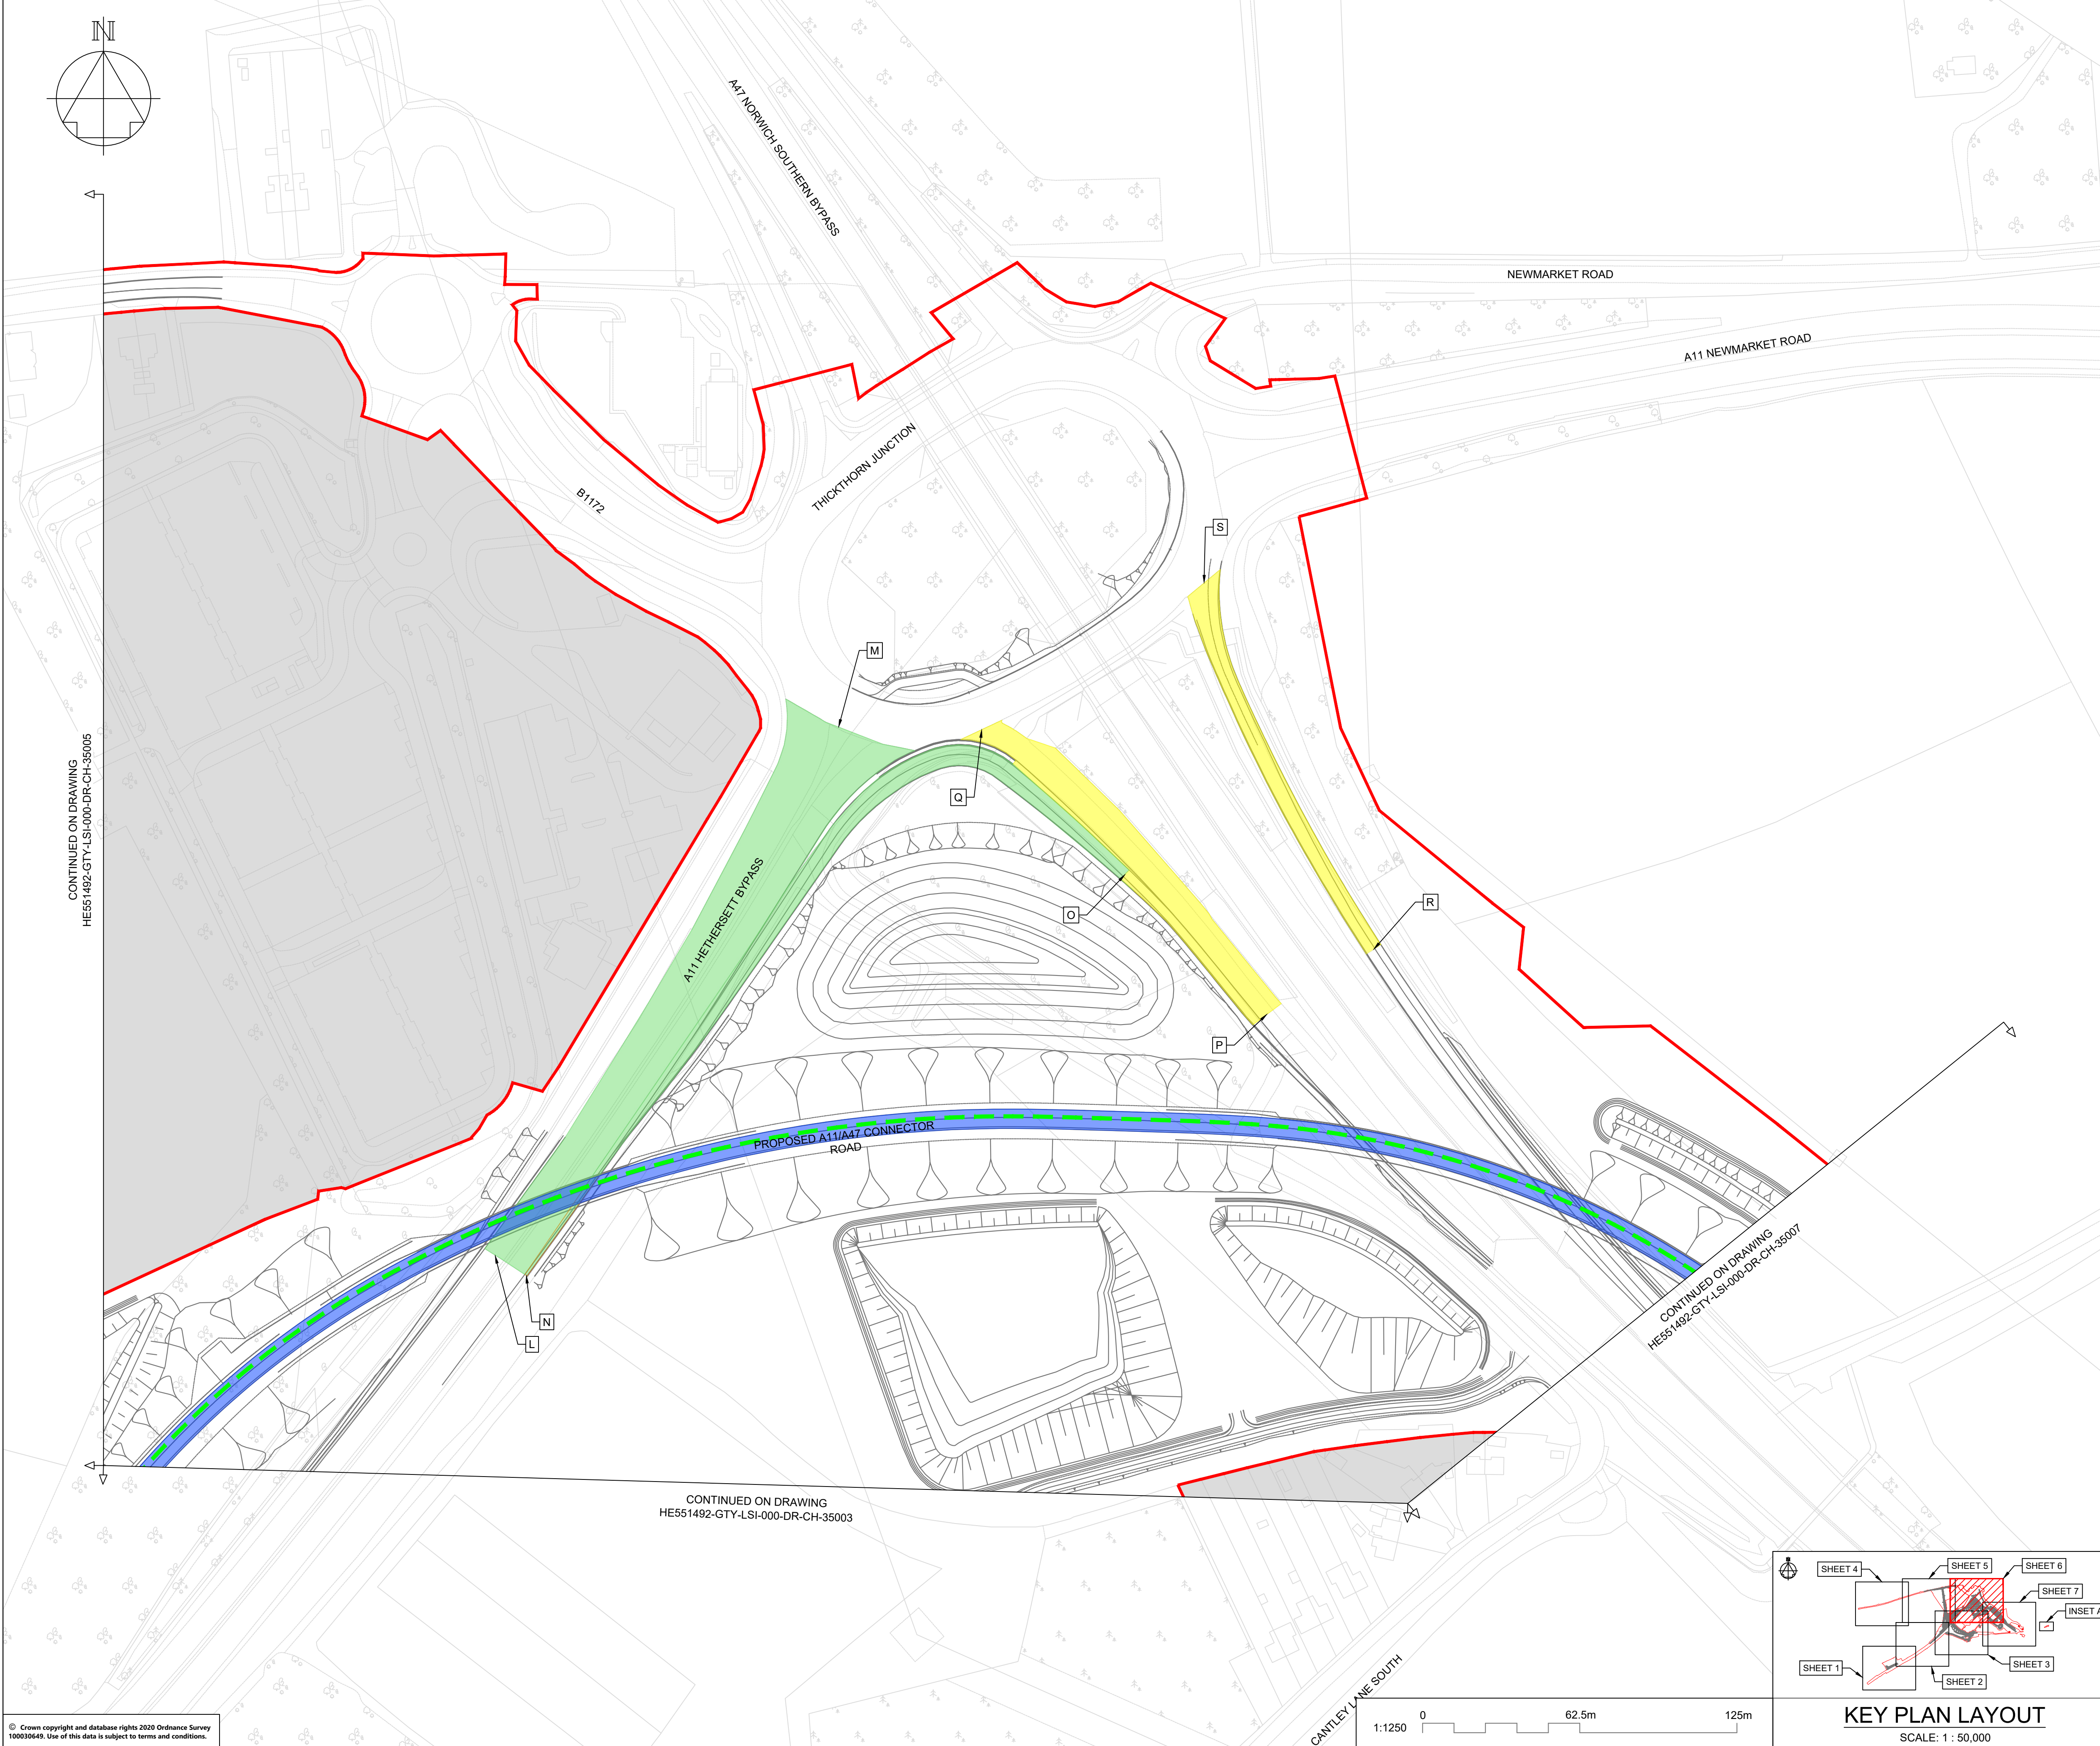 N
A47 NORWICH SOUTHERN BYPASS
NEWMARKET ROAD
A11 NEWMARKET ROAD
THICKTHORN JUNCTION
B1172
S
M
Q
O
R
P
A11 HETHERSETT BYPASS
CONTINUED ON DRAWING
HE551492-GTY-LSI-000-DR-CH-35005
PROPOSED A11/A47 CONNECTOR
ROAD
N
L
CONTINUED ON DRAWING
HE551492-GTY-LSI-000-DR-CH-35007
CONTINUED ON DRAWING
HE551492-GTY-LSI-000-DR-CH-35003
CANTLEY LANE SOUTH
SHEET 4
SHEET 5
SHEET 6
SHEET 7
INSET A
SHEET 1
SHEET 3
SHEET 2
KEY PLAN LAYOUT
SCALE: 1 : 50,000
1:1250
0
62.5m
125m
© Crown copyright and database rights 2020 Ordnance Survey
100030649. Use of this data is subject to terms and conditions.